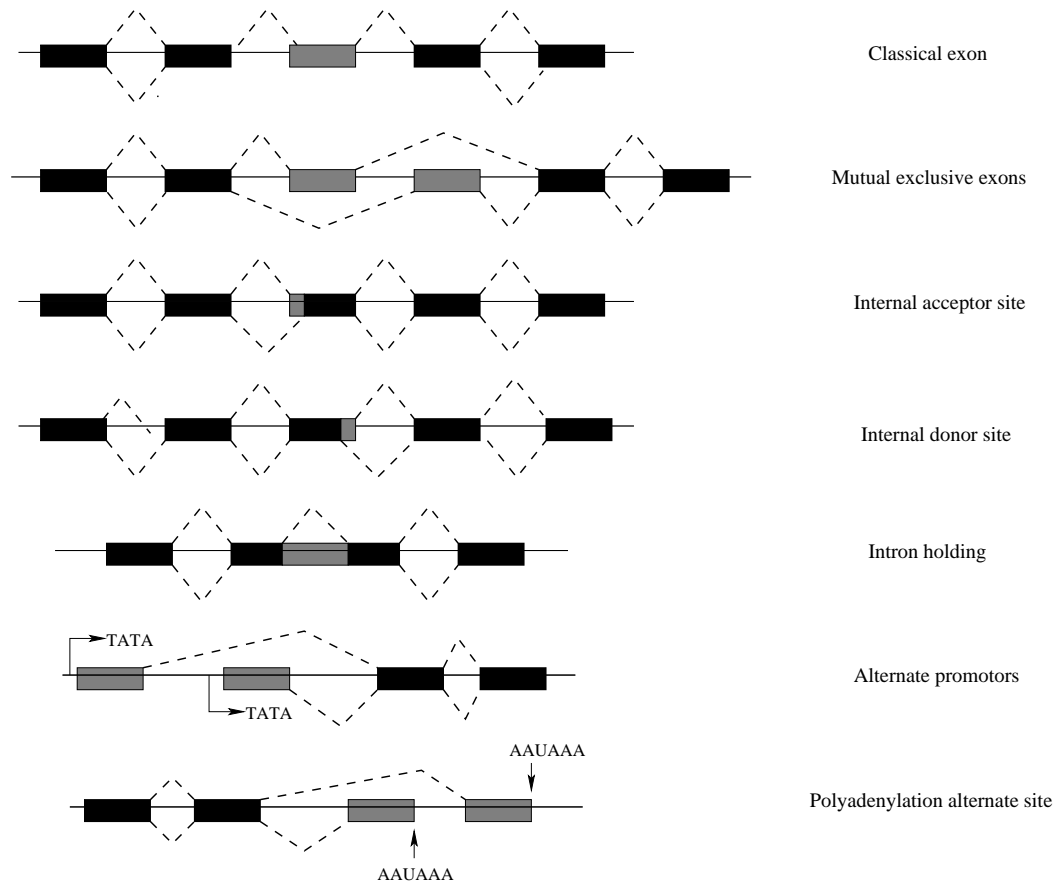 Classical exon
Mutual exclusive exons
Internal acceptor site
Internal donor site
Intron holding
TATA
TATA
Alternate promotors
AAUAAA
Polyadenylation alternate site
AAUAAA